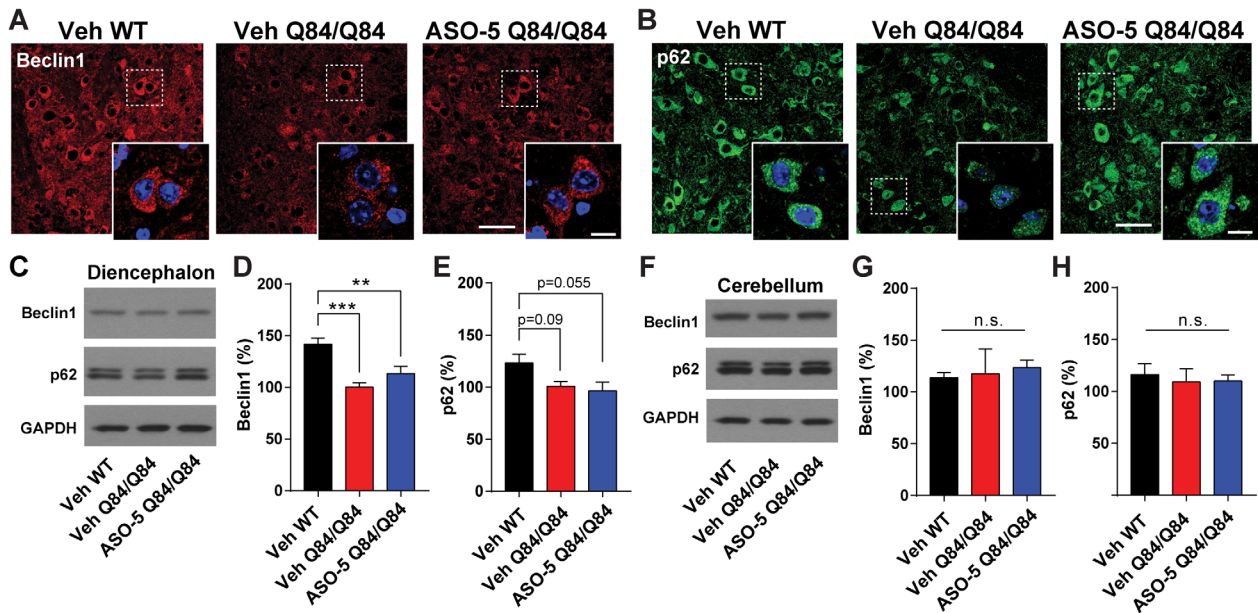 A
Veh WT
Veh Q84/Q84
ASO-5 Q84/Q84
Beclin1
B
Veh WT
Veh Q84/Q84
ASO-5 Q84/Q84
p62
C
Diencephalon
Beclin1
p62
GAPDH
Veh WT
Veh Q84/Q84
ASO-5 Q84/Q84
D
Beclin1 (%)
200
150
100
50
0
**
***
Veh WT
Veh Q84/Q84
ASO-5 Q84/Q84
E
p62 (%)
200
150
100
50
0
p=0.055
p=0.09
Veh WT
Veh Q84/Q84
ASO-5 Q84/Q84
F
Cerebellum
Beclin1
p62
GAPDH
Veh WT
Veh Q84/Q84
ASO-5 Q84/Q84
G
Beclin1 (%)
200
150
100
50
0
n.s.
Veh WT
Veh Q84/Q84
ASO-5 Q84/Q84
H
p62 (%)
200
150
100
50
0
n.s.
Veh WT
Veh Q84/Q84
ASO-5 Q84/Q84